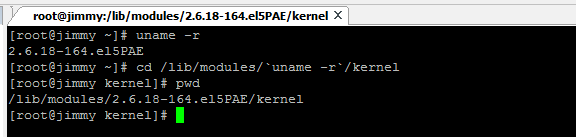 root@jimmy:/lib/modules/2.6.18-164.el5PAE/kernel X
[root@jimmy ~]# uname -r
2.6.18-164.el5PAE
[root@jimmy ~]# cd /lib/modules/`uname -r`/kernel
[root@jimmy kernel]# pwd
/lib/modules/2.6.18-164.el5PAE/kernel
[root@jimmy kernel]#